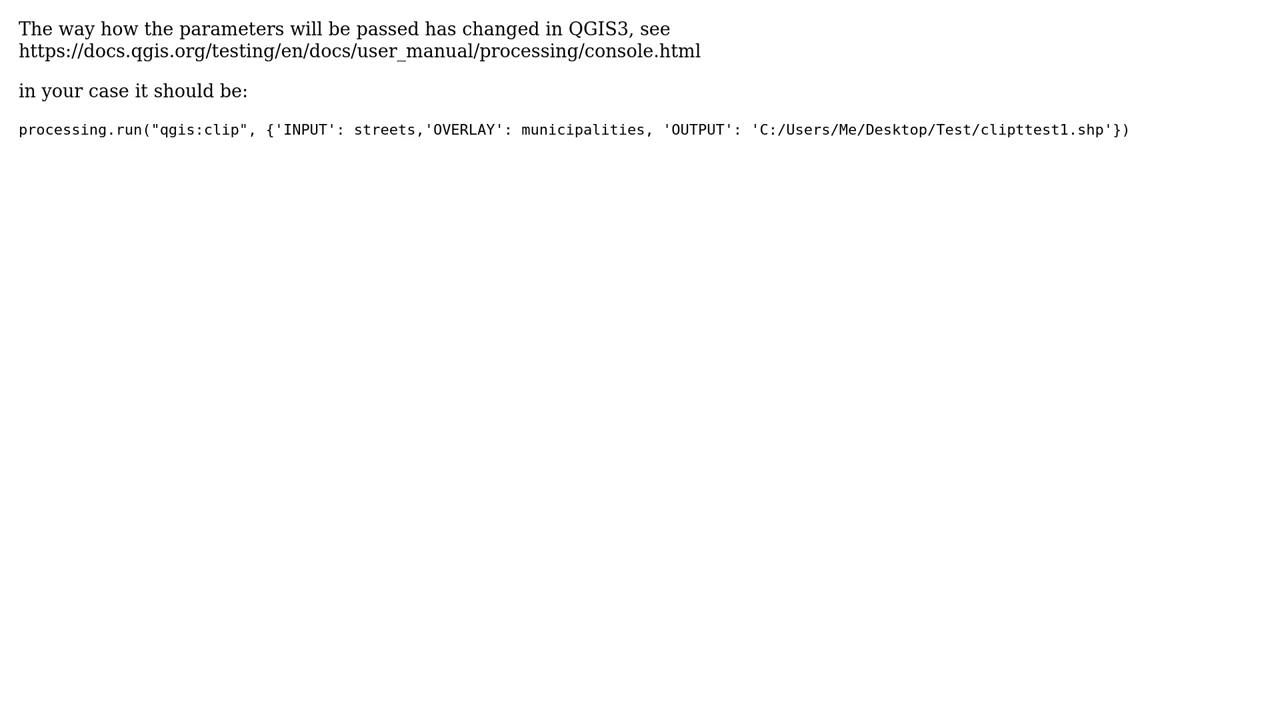 The way how the parameters will be passed has changed in QGIS3, see
https://docs.qgis.org/testing/en/docs/user_manual/processing/console.html
in your case it should be:
processing.run("qgis:clip", {'INPUT': streets,'OVERLAY': municipalities, 'OUTPUT': 'C:/Users/Me/Desktop/Test/clipttest1.shp'})